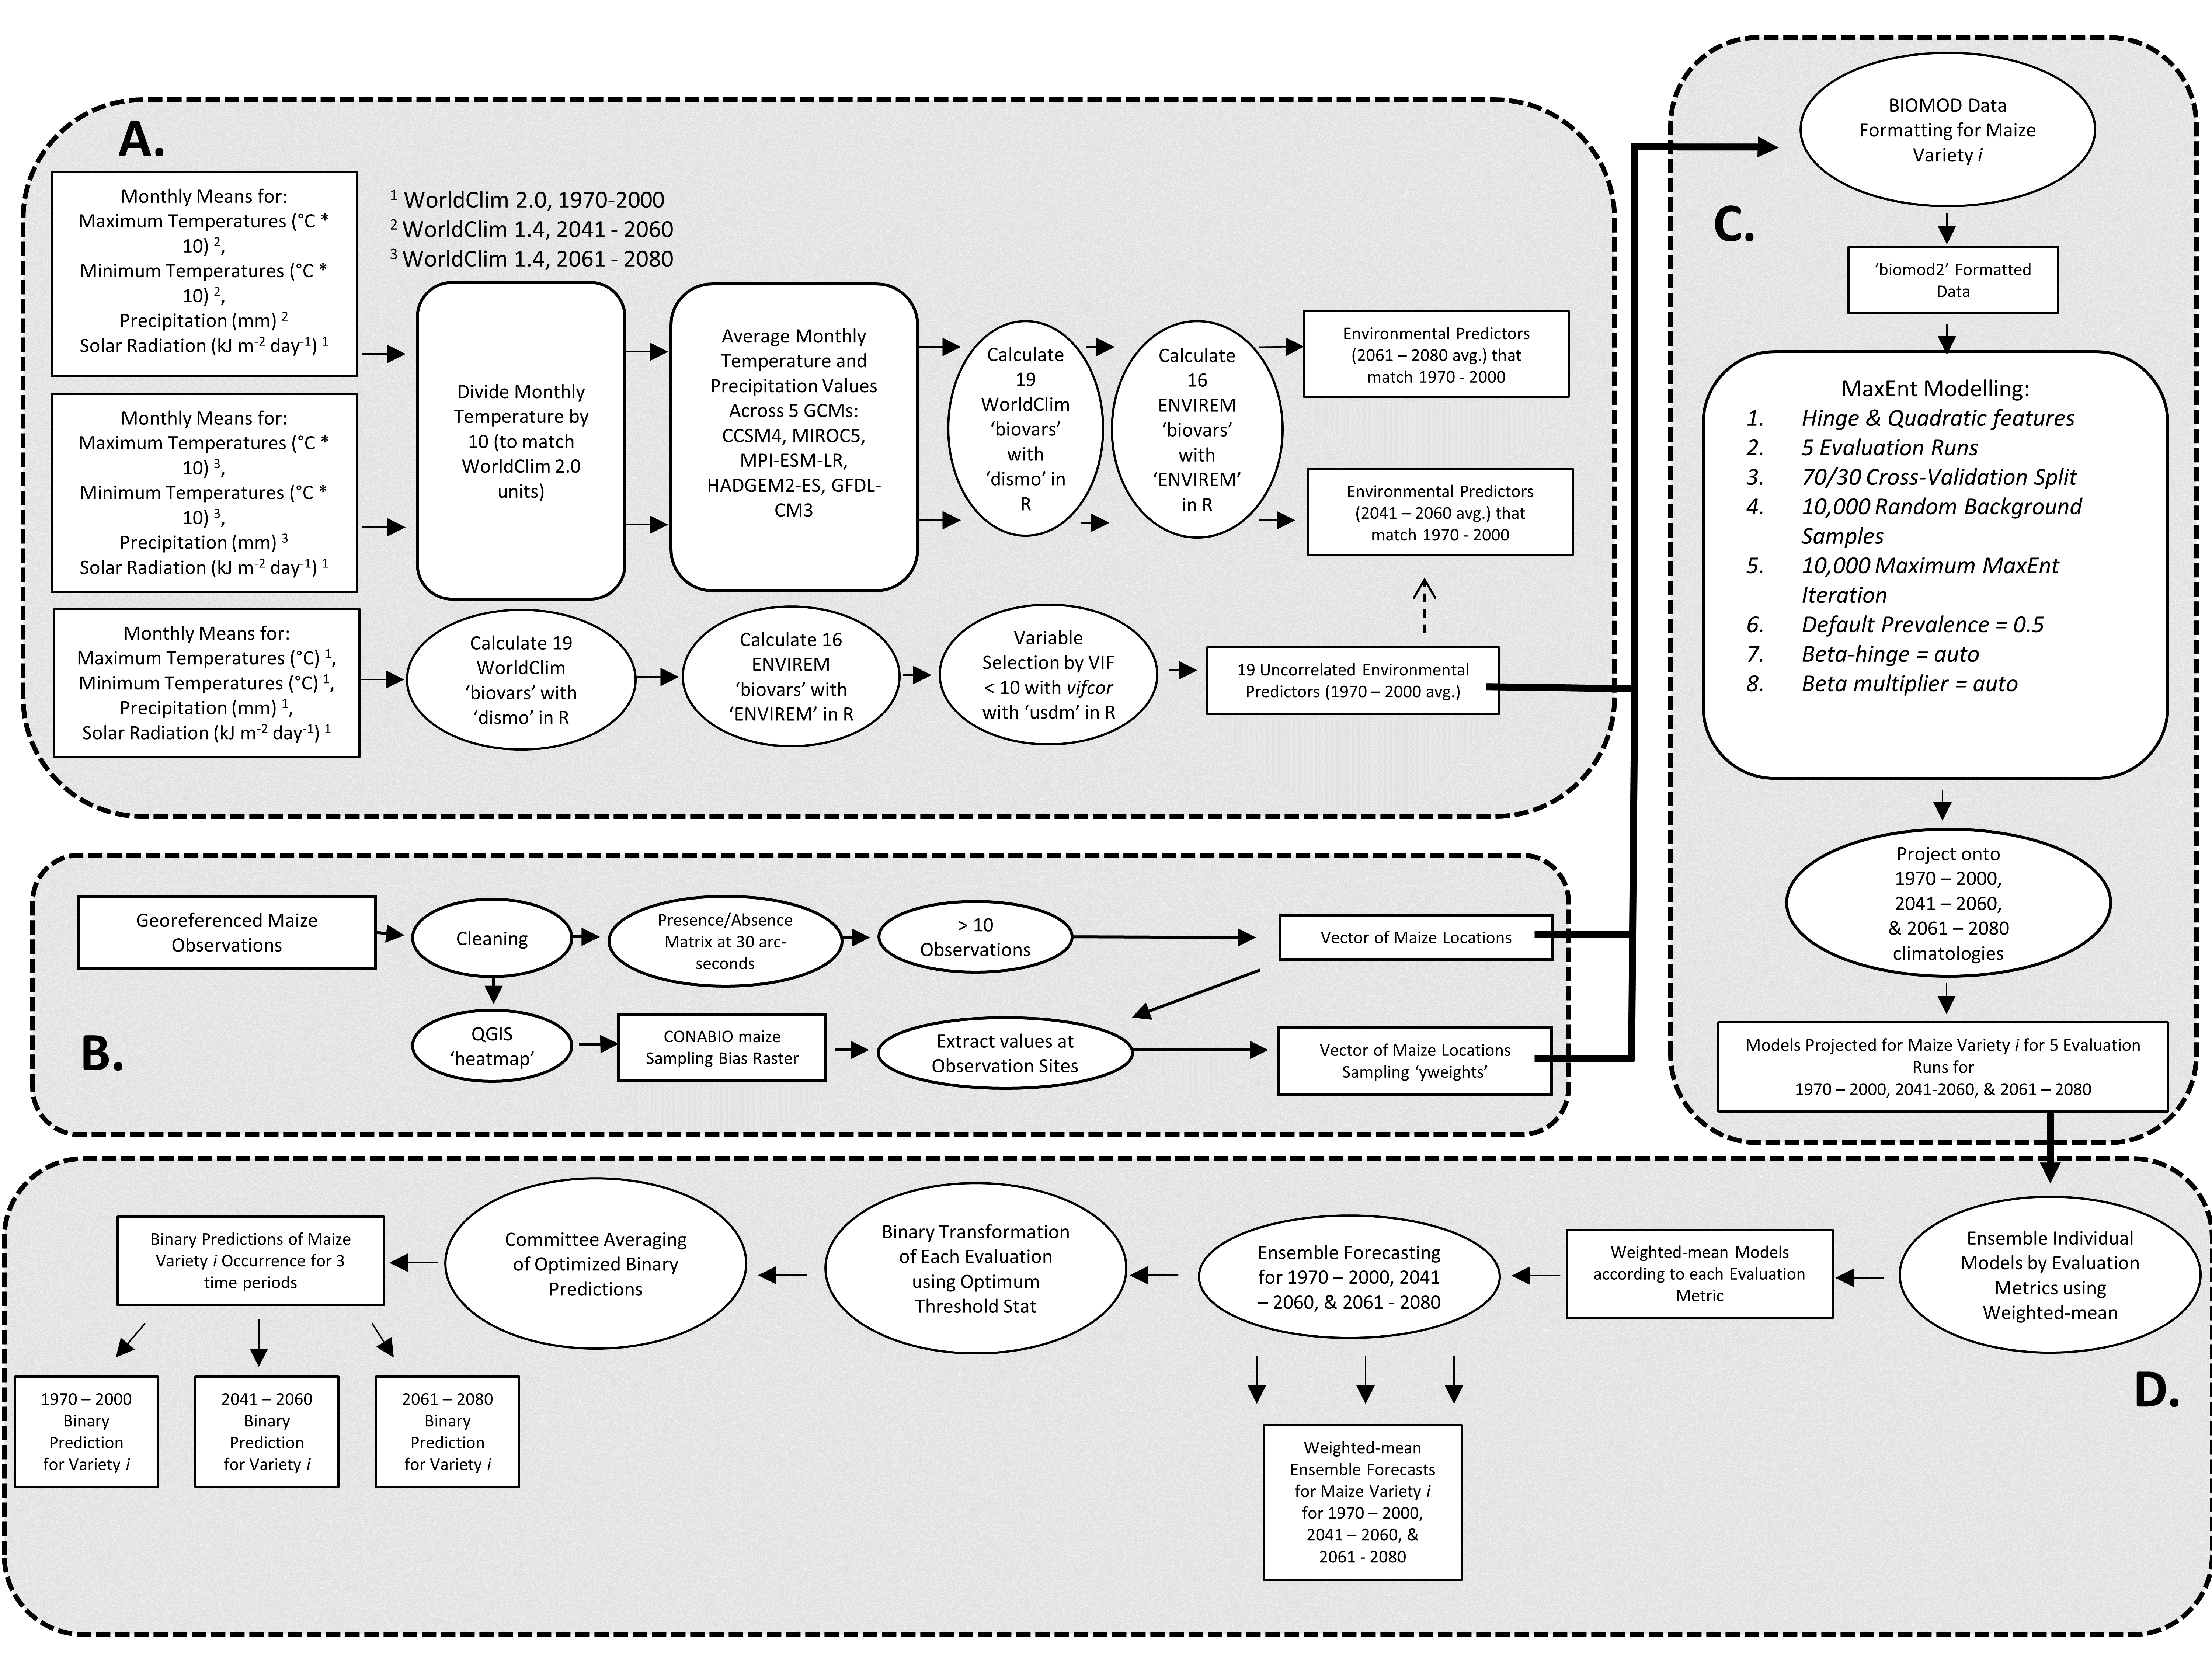 A.
Monthly Means for:
Maximum Temperatures (°C *
10) ²,
Minimum Temperatures (°C *
10) ²,
Precipitation (mm) ²
Solar Radiation (kJ m⁻² day⁻¹) ¹
¹ WorldClim 2.0, 1970-2000
² WorldClim 1.4, 2041 - 2060
³ WorldClim 1.4, 2061 - 2080
Monthly Means for:
Maximum Temperatures (°C *
10) ³,
Minimum Temperatures (°C *
10) ³,
Precipitation (mm) ³
Solar Radiation (kJ m⁻² day⁻¹) ¹
Divide Monthly
Temperature by
10 (to match
WorldClim 2.0
units)
Average Monthly
Temperature and
Precipitation Values
Across 5 GCMs:
CCSM4, MIROC5,
MPI-ESM-LR,
HADGEM2-ES, GFDL-
CM3
Calculate
19
WorldClim
‘biovars’
with
‘dismo’ in
R
Calculate
16
ENVIREM
‘biovars’
with
‘ENVIREM’
in R
Environmental Predictors
(2061 – 2080 avg.) that
match 1970 - 2000
Environmental Predictors
(2041 – 2060 avg.) that
match 1970 - 2000
Monthly Means for:
Maximum Temperatures (°C) ¹,
Minimum Temperatures (°C) ¹,
Precipitation (mm) ¹,
Solar Radiation (kJ m⁻² day⁻¹) ¹
Calculate 19
WorldClim
‘biovars’ with
‘dismo’ in R
Calculate 16
ENVIREM
‘biovars’ with
‘ENVIREM’ in R
Variable
Selection by VIF
< 10 with vifcor
with ‘usdm’ in R
19 Uncorrelated Environmental
Predictors (1970 – 2000 avg.)
B.
Georeferenced Maize
Observations
Cleaning
Presence/Absence
Matrix at 30 arc-
seconds
> 10
Observations
Vector of Maize Locations
QGIS
‘heatmap’
CONABIO maize
Sampling Bias Raster
Extract values at
Observation Sites
Vector of Maize Locations
Sampling ‘yweights’
C.
BIOMOD Data
Formatting for Maize
Variety i
‘biomod2’ Formatted
Data
MaxEnt Modelling:
1. Hinge & Quadratic features
2. 5 Evaluation Runs
3. 70/30 Cross-Validation Split
4. 10,000 Random Background
Samples
5. 10,000 Maximum MaxEnt
Iteration
6. Default Prevalence = 0.5
7. Beta-hinge = auto
8. Beta multiplier = auto
Project onto
1970 – 2000,
2041 – 2060,
& 2061 – 2080
climatologies
Models Projected for Maize Variety i for 5 Evaluation
Runs for
1970 – 2000, 2041-2060, & 2061 – 2080
D.
Ensemble Individual
Models by Evaluation
Metrics using
Weighted-mean
Weighted-mean Models
according to each Evaluation
Metric
Ensemble Forecasting
for 1970 – 2000, 2041
– 2060, & 2061 - 2080
Weighted-mean
Ensemble Forecasts
for Maize Variety i
for 1970 – 2000,
2041 – 2060, &
2061 - 2080
Binary Transformation
of Each Evaluation
using Optimum
Threshold Stat
Committee Averaging
of Optimized Binary
Predictions
Binary Predictions of Maize
Variety i Occurrence for 3
time periods
1970 – 2000
Binary
Prediction
for Variety i
2041 – 2060
Binary
Prediction
for Variety i
2061 – 2080
Binary
Prediction
for Variety i